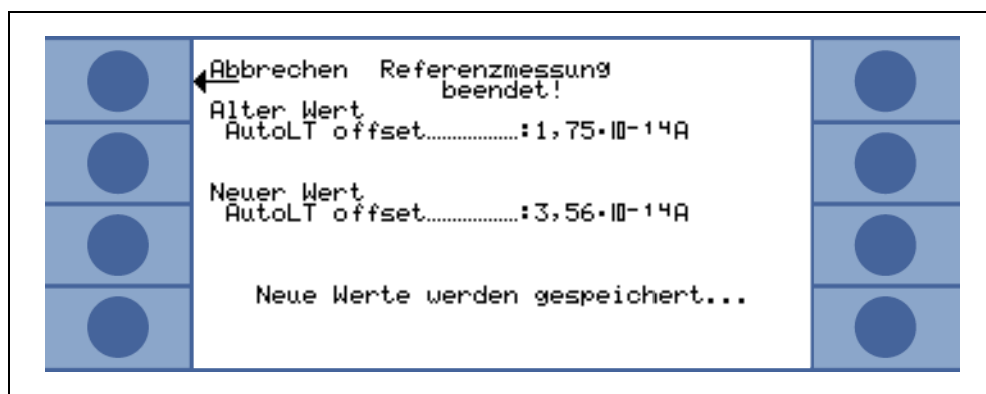 Abbrechen Referenzmessung
beendet!
Alter Wert
AutoLT offset................:1,75·10-14A
Neuer Wert
AutoLT offset................:3,56·10-14A
Neue Werte werden gespeichert...